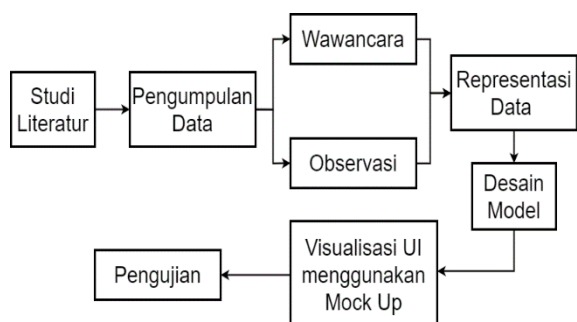 Studi
Literatur
Pengumpulan
Data
Wawancara
Observasi
Representasi
Data
Desain
Model
Visualisasi UI
menggunakan
Mock Up
Pengujian